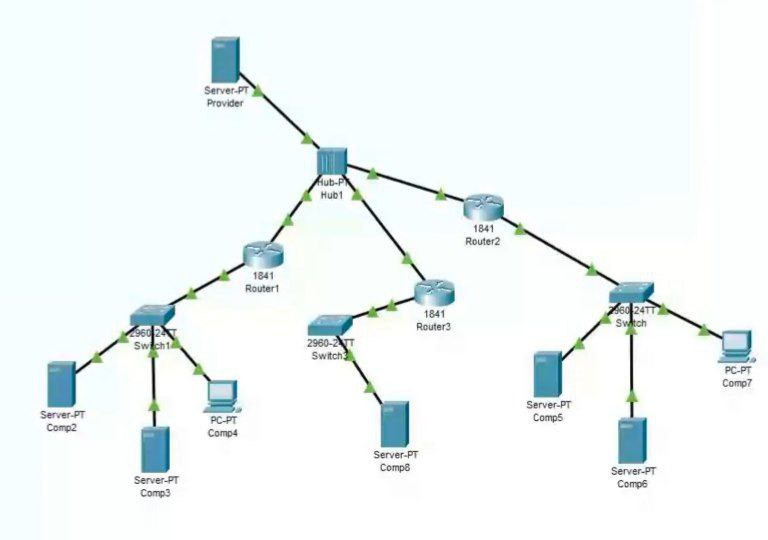 Server-PT
Provider
Hub-PT
Hub1
1841
Router2
1841
Router1
1841
Router3
2960-24TT
Switch
2960-24TT
Switch1
2960-24TT
Switch3
PC-PT
Comp7
Server-PT
Comp2
PC-PT
Comp4
Server-PT
Comp5
Server-PT
Comp8
Server-PT
Comp6
Server-PT
Comp3